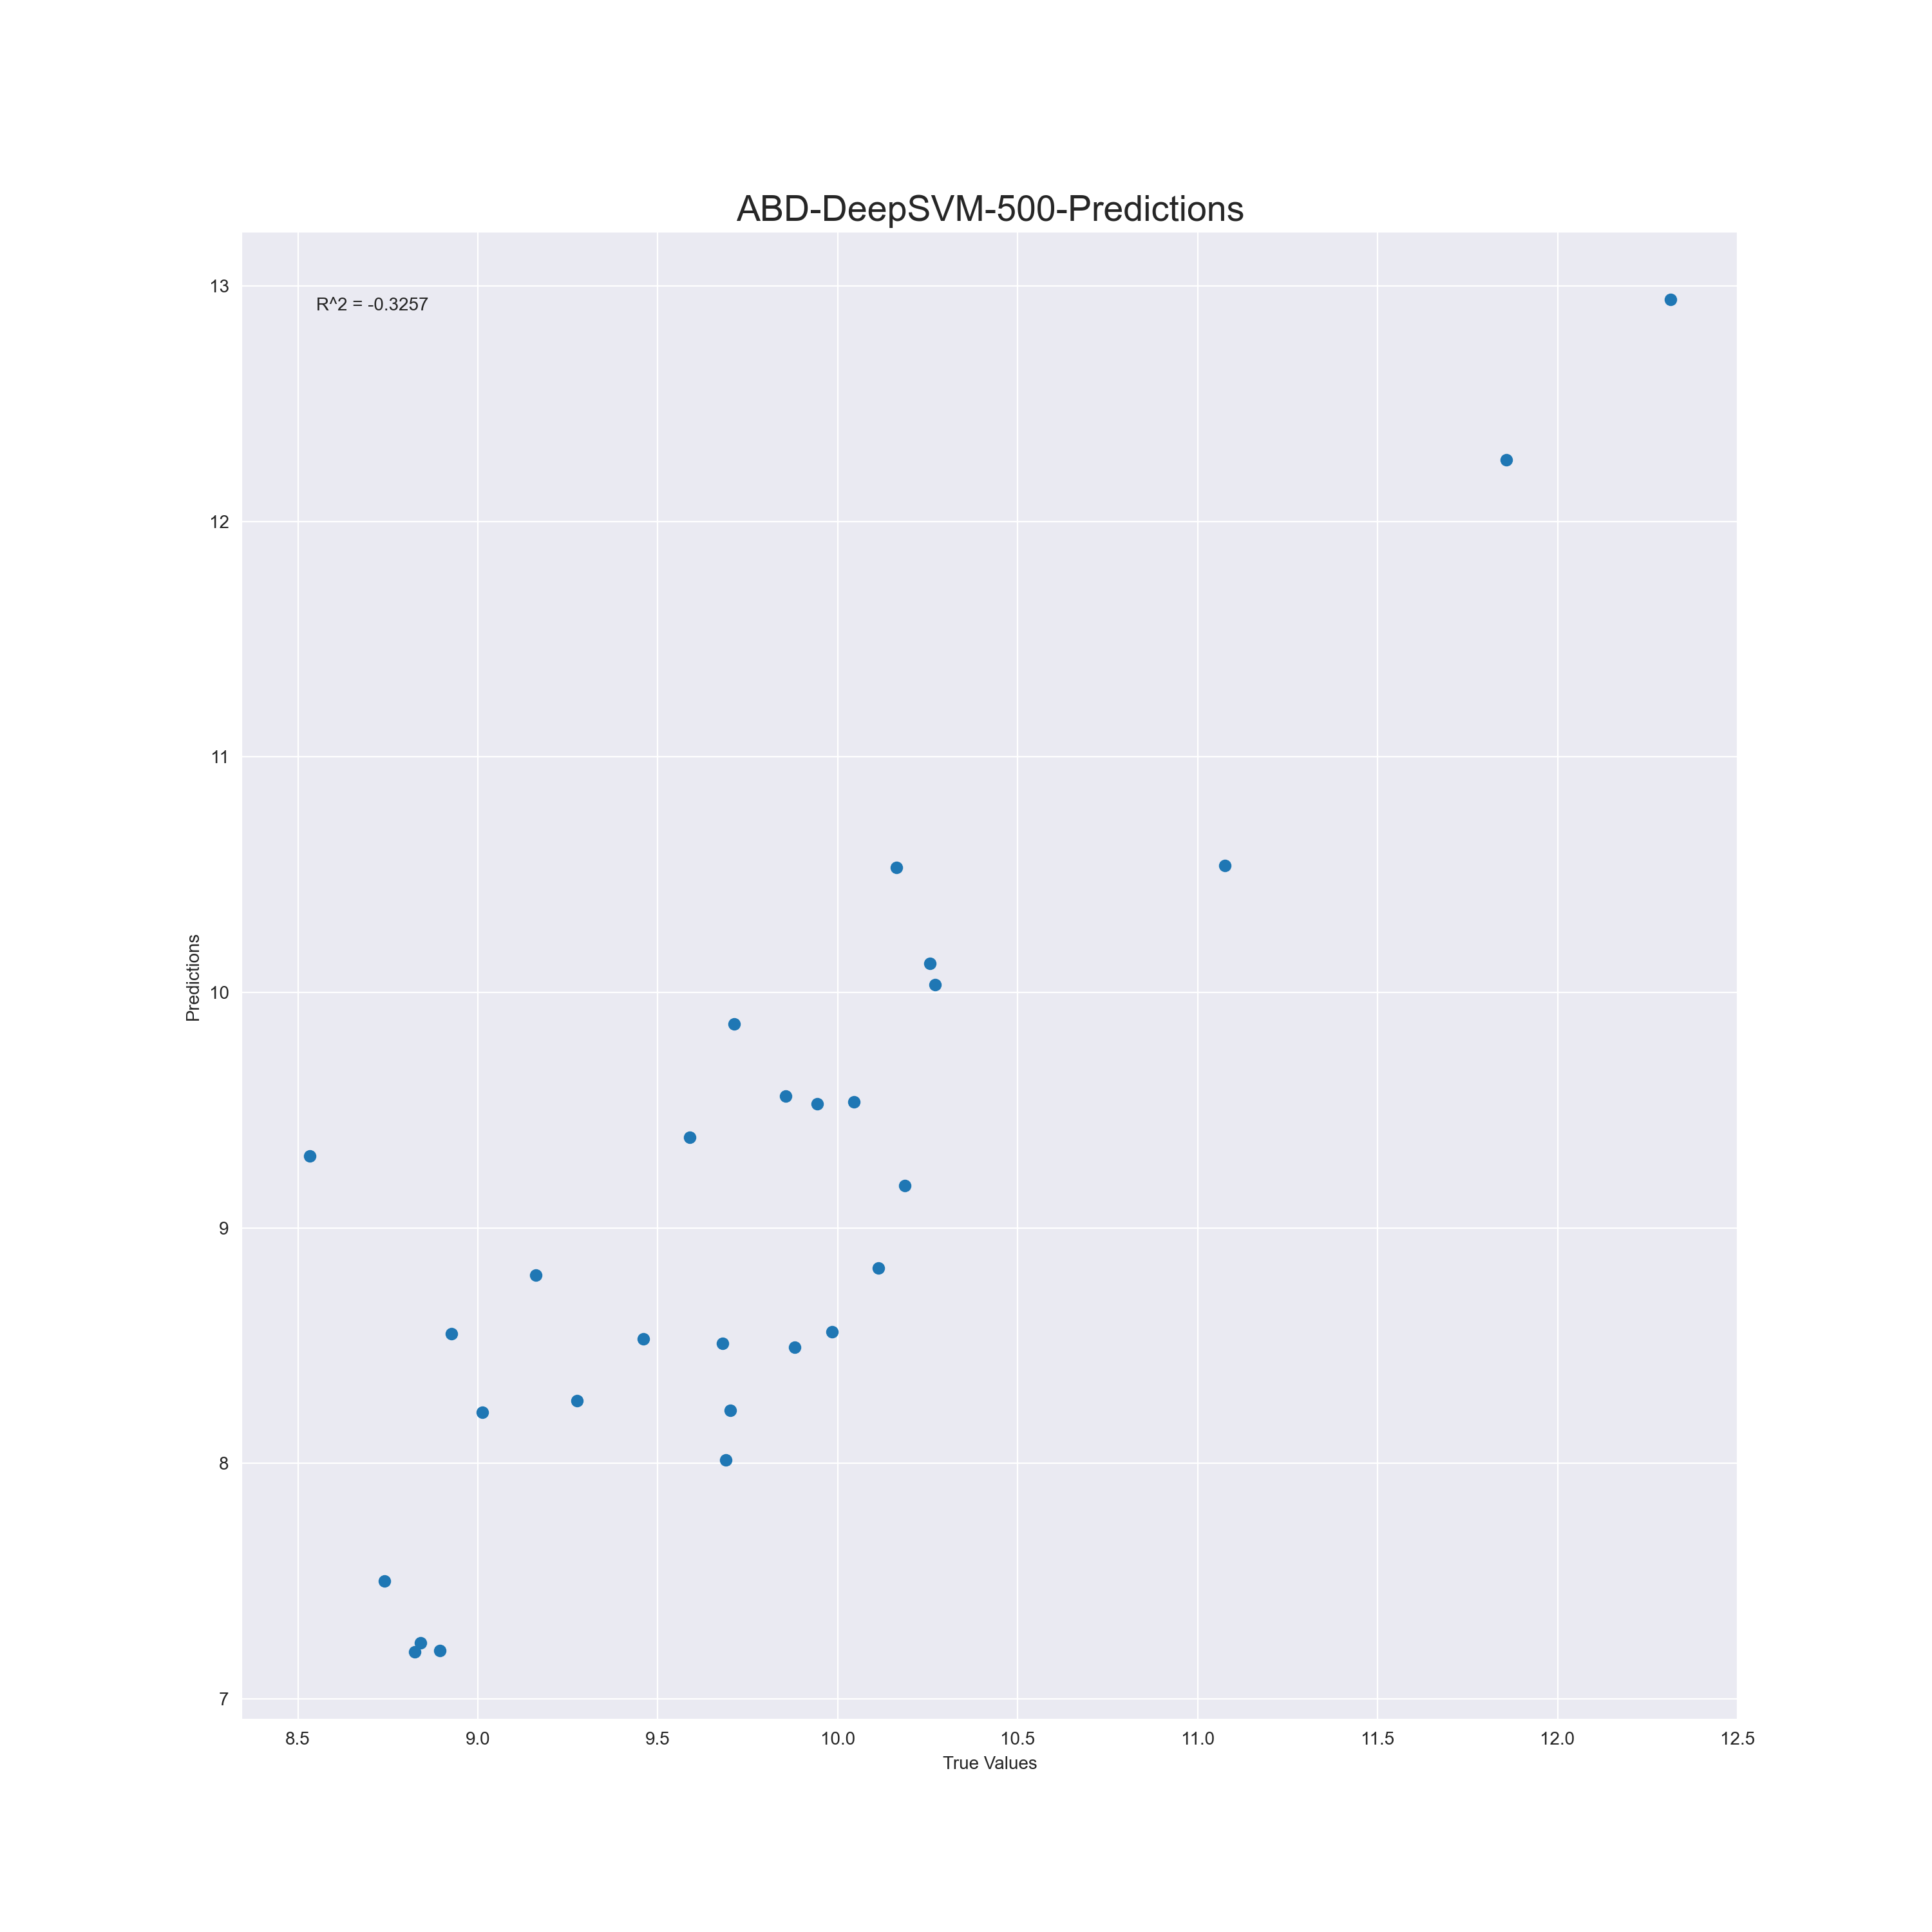 ABD-DeepSVM-500-Predictions
R^2 = -0.3257
13
12
11
10
9
8
7
Predictions
8.5 9.0 9.5 10.0 10.5 11.0 11.5 12.0 12.5
True Values